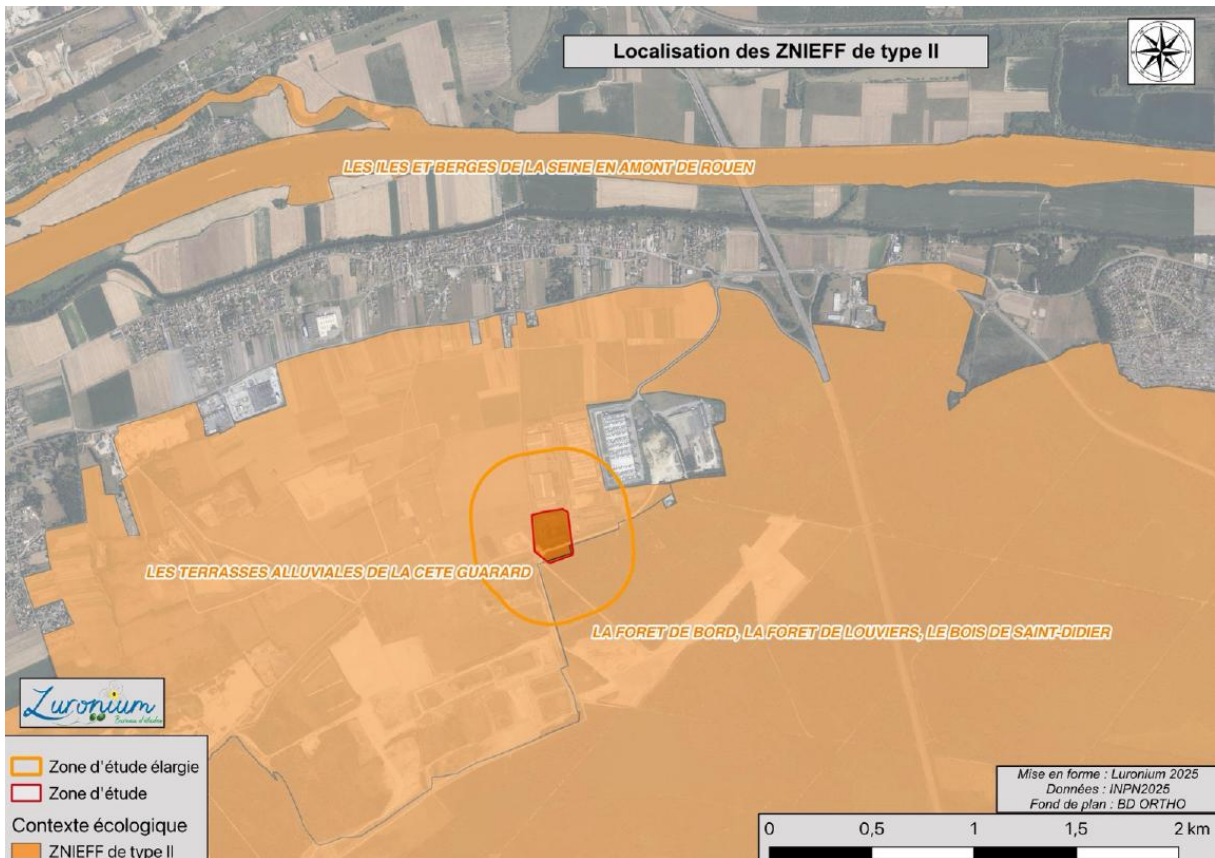 Localisation des ZNIEFF de type II
LES ILES ET BERGES DE LA SEINE EN AMONT DE ROUEN
LES TERRASSES ALLUVIALES DE LA CETE GUARARD
LA FORET DE BORD, LA FORET DE LOUVIERS, LE BOIS DE SAINT-DIDIER
Luronium
Bureau d'études
Zone d'étude élargie
Zone d'étude
Contexte écologique
ZNIEFF de type II
Mise en forme : Luronium 2025
Données : INPN2025
Fond de plan : BD ORTHO
0 0,5 1 1,5 2 km